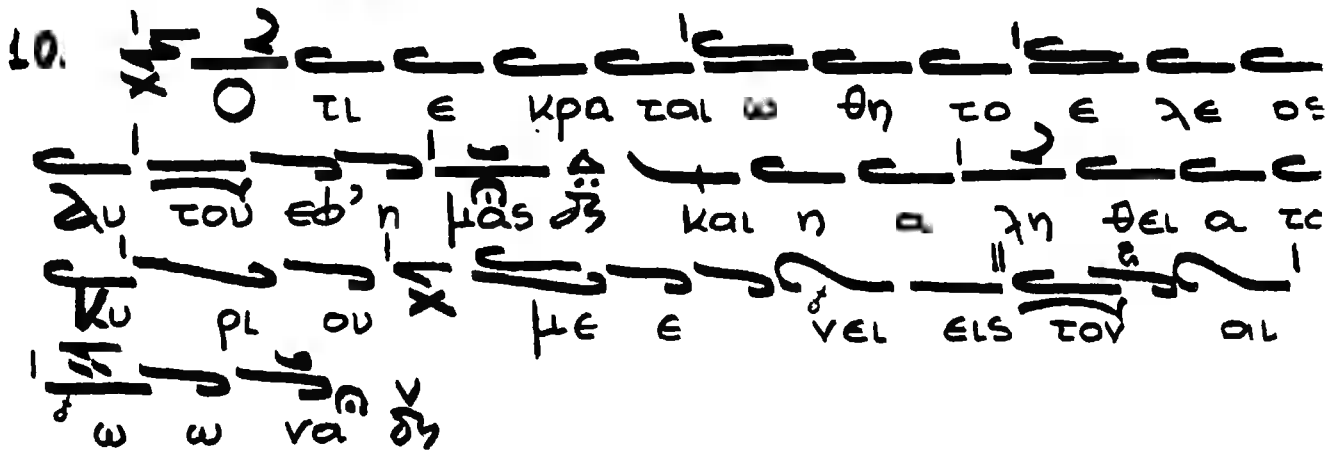 10. Ο τι ε κρα ται ω θη το ε λε ος
αυ του εφ' η μας και η α λη θει α το
Κυ ρι ου με ε νει εις τον αι
ω ω να